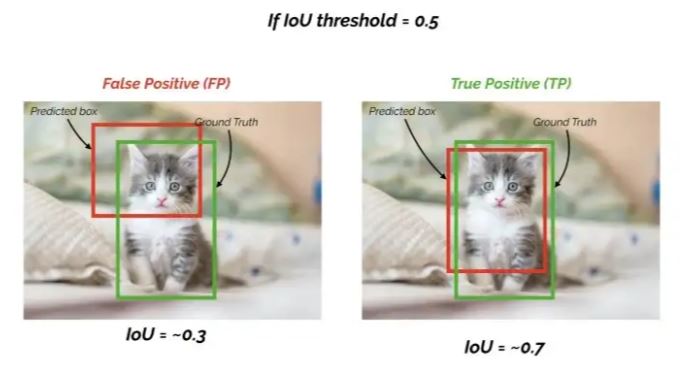 If IoU threshold = 0.5
False Positive (FP)
True Positive (TP)
Predicted box
Ground Truth
Predicted box
Ground Truth
IoU = ~0.3
IoU = ~0.7